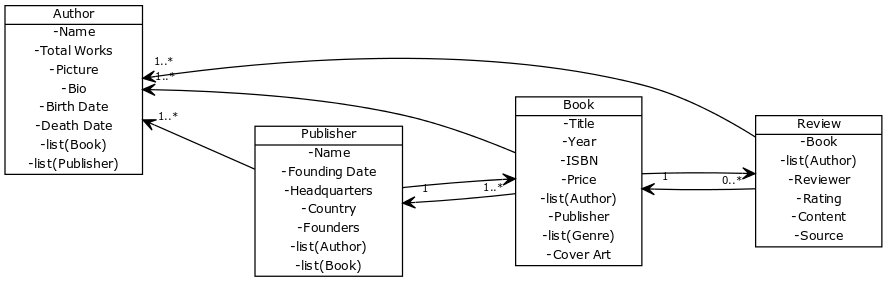 Author
-Name
-Total Works
-Picture
-Bio
-Birth Date
-Death Date
-list(Book)
-list(Publisher)
1..*
1..*
1..*
Publisher
-Name
-Founding Date
-Headquarters
-Country
-Founders
-list(Author)
-list(Book)
1
1..*
Book
-Title
-Year
-ISBN
-Price
-list(Author)
-Publisher
-list(Genre)
-Cover Art
1
0..*
Review
-Book
-list(Author)
-Reviewer
-Rating
-Content
-Source